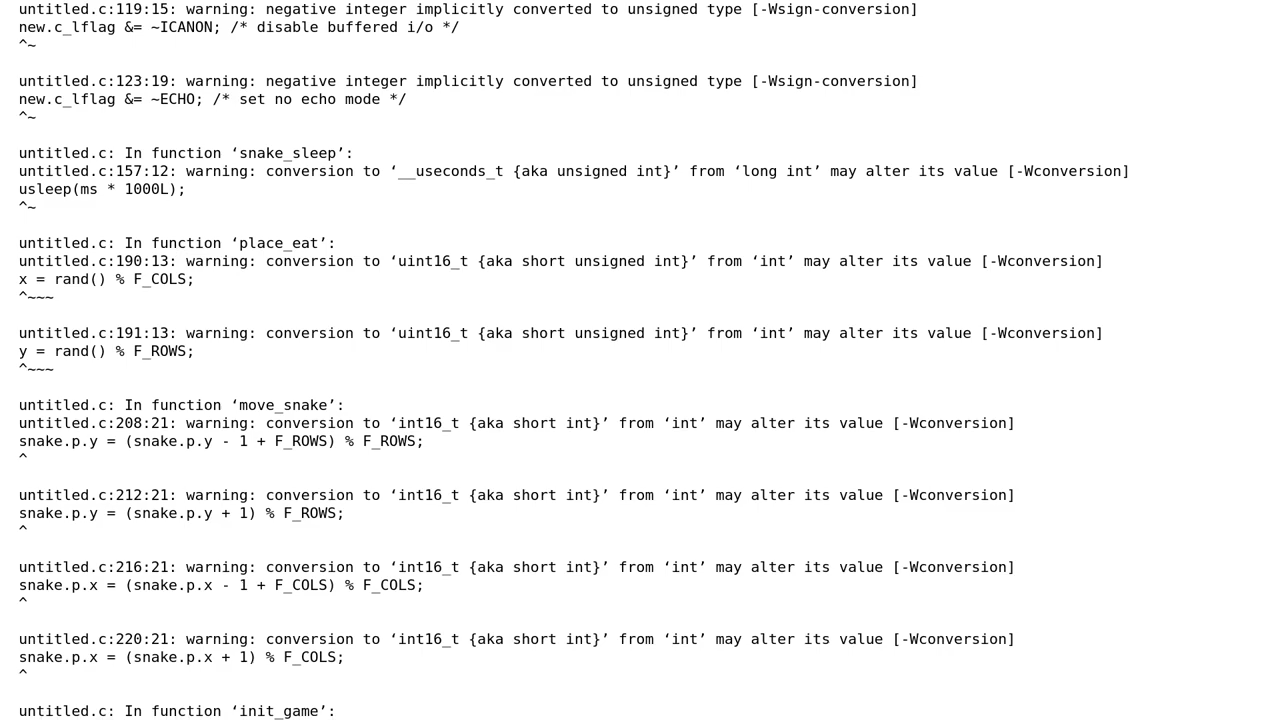 untitled.c:119:15: warning: negative integer implicitly converted to unsigned type [-Wsign-conversion]
new.c_lflag &= ~ICANON; /* disable buffered i/o */
^~
untitled.c:123:19: warning: negative integer implicitly converted to unsigned type [-Wsign-conversion]
new.c_lflag &= ~ECHO; /* set no echo mode */
^~
untitled.c: In function ‘snake_sleep’:
untitled.c:157:12: warning: conversion to ‘__useconds_t {aka unsigned int}’ from ‘long int’ may alter its value [-Wconversion]
usleep(ms * 1000L);
^~
untitled.c: In function ‘place_eat’:
untitled.c:190:13: warning: conversion to ‘uint16_t {aka short unsigned int}’ from ‘int’ may alter its value [-Wconversion]
x = rand() % F_COLS;
^~~~
untitled.c:191:13: warning: conversion to ‘uint16_t {aka short unsigned int}’ from ‘int’ may alter its value [-Wconversion]
y = rand() % F_ROWS;
^~~~
untitled.c: In function ‘move_snake’:
untitled.c:208:21: warning: conversion to ‘int16_t {aka short int}’ from ‘int’ may alter its value [-Wconversion]
snake.p.y = (snake.p.y - 1 + F_ROWS) % F_ROWS;
^
untitled.c:212:21: warning: conversion to ‘int16_t {aka short int}’ from ‘int’ may alter its value [-Wconversion]
snake.p.y = (snake.p.y + 1) % F_ROWS;
^
untitled.c:216:21: warning: conversion to ‘int16_t {aka short int}’ from ‘int’ may alter its value [-Wconversion]
snake.p.x = (snake.p.x - 1 + F_COLS) % F_COLS;
^
untitled.c:220:21: warning: conversion to ‘int16_t {aka short int}’ from ‘int’ may alter its value [-Wconversion]
snake.p.x = (snake.p.x + 1) % F_COLS;
^
untitled.c: In function ‘init_game’: